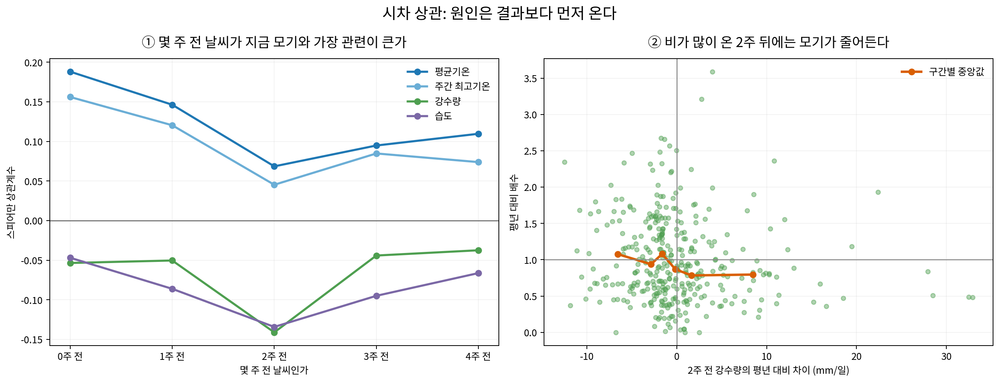 시차 상관: 원인은 결과보다 먼저 온다
① 몇 주 전 날씨가 지금 모기와 가장 관련이 큰가
스피어만 상관계수
0.20
0.15
0.10
0.05
0.00
-0.05
-0.10
-0.15
평균기온
주간 최고기온
강수량
습도
0주 전
1주 전
2주 전
3주 전
4주 전
몇 주 전 날씨인가
② 비가 많이 온 2주 뒤에는 모기가 줄어든다
평년 대비 배수
3.5
3.0
2.5
2.0
1.5
1.0
0.5
0.0
구간별 중앙값
-10
0
10
20
30
2주 전 강수량의 평년 대비 차이 (mm/일)